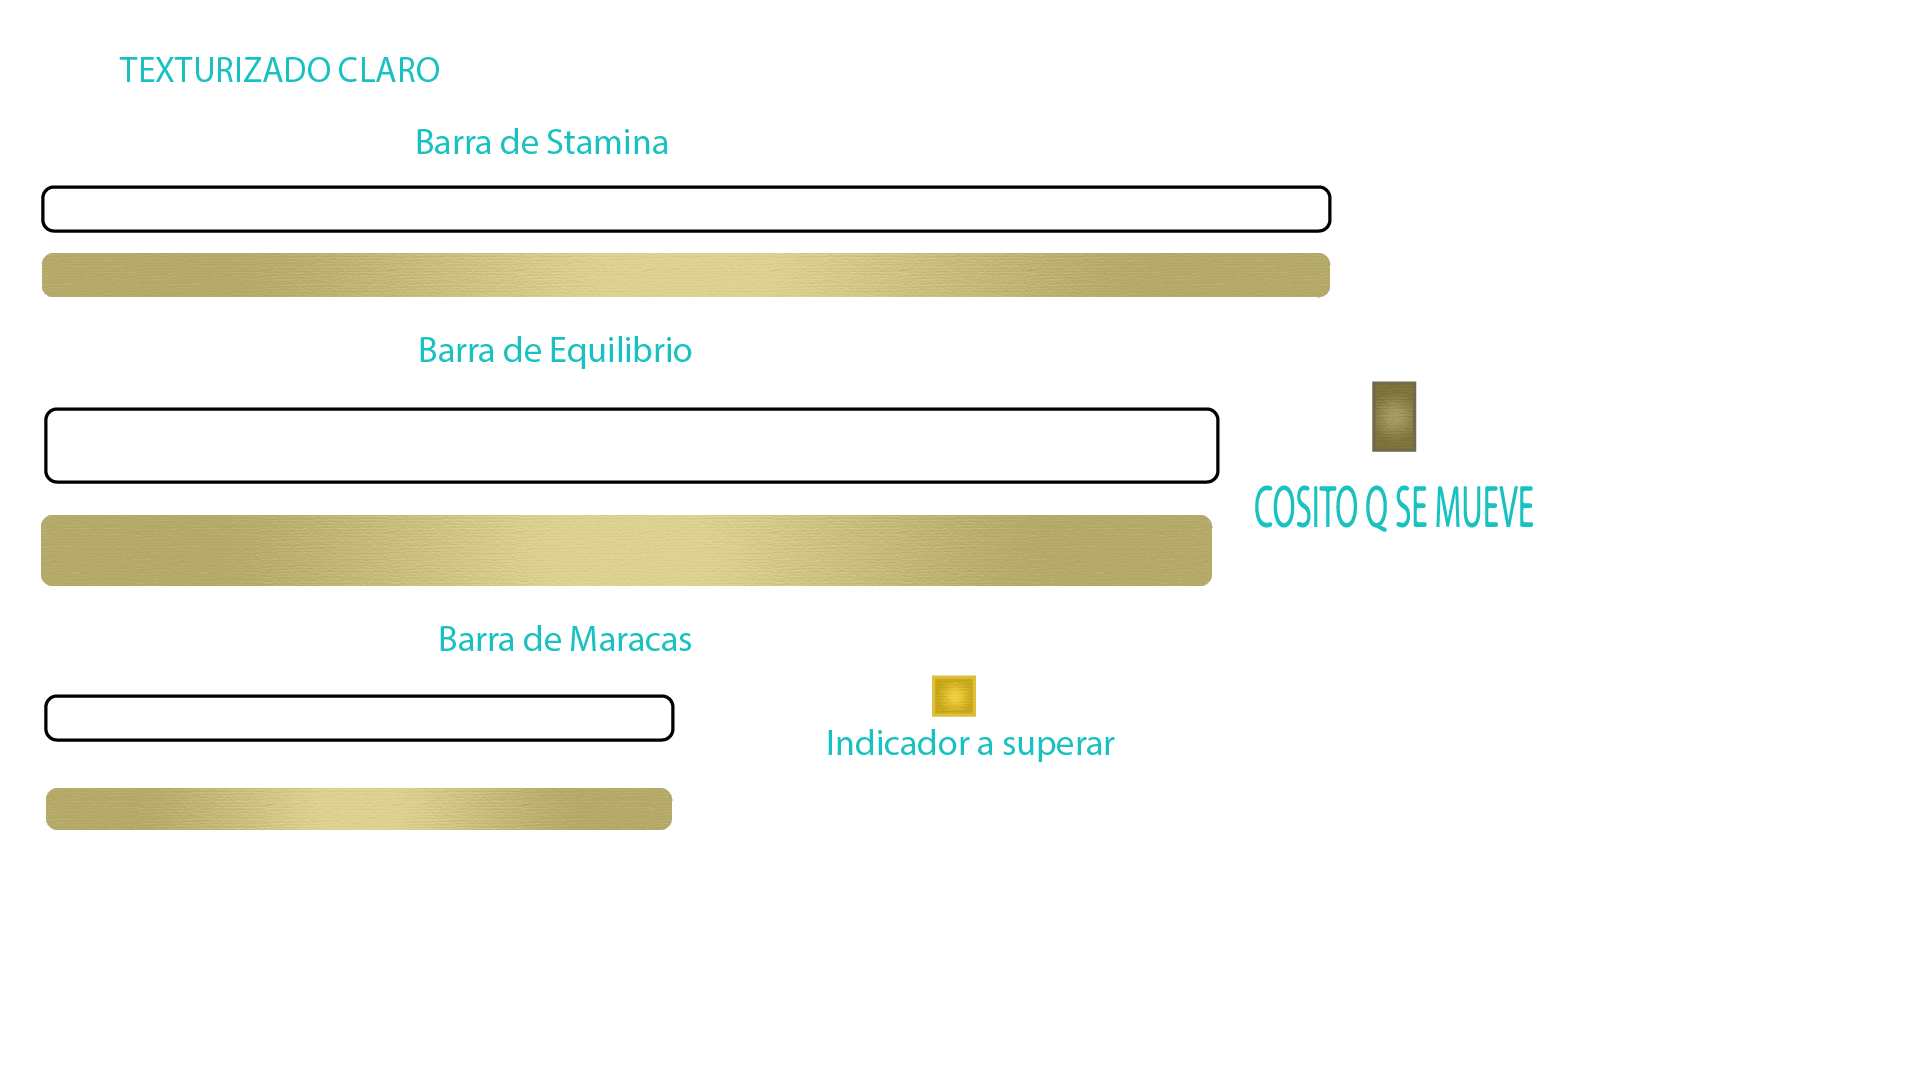 TEXTURIZADO CLARO
Barra de Stamina
Barra de Equilibrio
COSITO Q SE MUEVE
Barra de Maracas
Indicador a superar